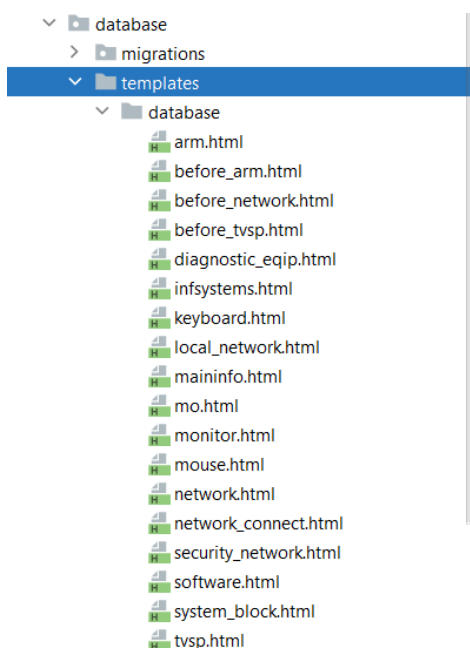 database
migrations
templates
database
arm.html
before_arm.html
before_network.html
before_tvsp.html
diagnostic_eqip.html
infsystems.html
keyboard.html
local_network.html
maininfo.html
mo.html
monitor.html
mouse.html
network.html
network_connect.html
security_network.html
software.html
system_block.html
tvsp.html